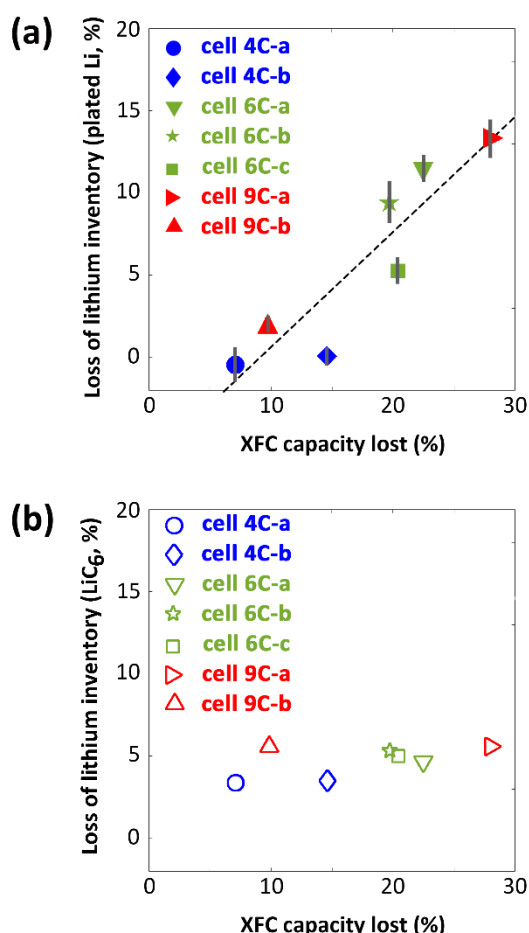 (a)
Loss of lithium inventory (plated Li, %)
20
15
10
5
0
cell 4C-a
cell 4C-b
cell 6C-a
cell 6C-b
cell 6C-c
cell 9C-a
cell 9C-b
0 10 20 30
XFC capacity lost (%)
(b)
Loss of lithium inventory (LiC₆, %)
20
15
10
5
0
cell 4C-a
cell 4C-b
cell 6C-a
cell 6C-b
cell 6C-c
cell 9C-a
cell 9C-b
0 10 20 30
XFC capacity lost (%)